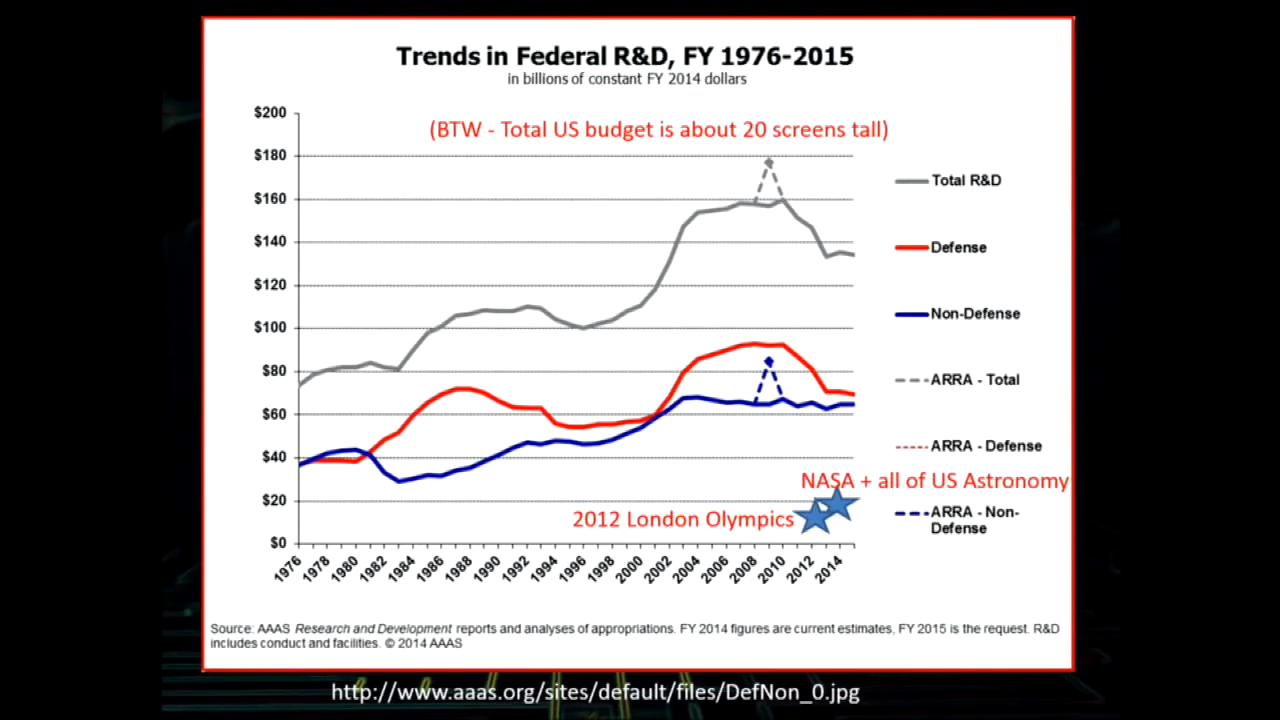 Trends in Federal R&D, FY 1976-2015
in billions of constant FY 2014 dollars
(BTW - Total US budget is about 20 screens tall)
$200
$180
$160
$140
$120
$100
$80
$60
$40
$20
$0
1976
1978
1980
1982
1984
1986
1988
1990
1992
1994
1996
1998
2000
2002
2004
2006
2008
2010
2012
2014
Total R&D
Defense
Non-Defense
ARRA - Total
ARRA - Defense
NASA + all of US Astronomy
2012 London Olympics
ARRA - Non-
Defense
Source: AAAS Research and Development reports and analyses of appropriations. FY 2014 figures are current estimates, FY 2015 is the request. R&D
includes conduct and facilities. © 2014 AAAS
http://www.aaas.org/sites/default/files/DefNon_0.jpg